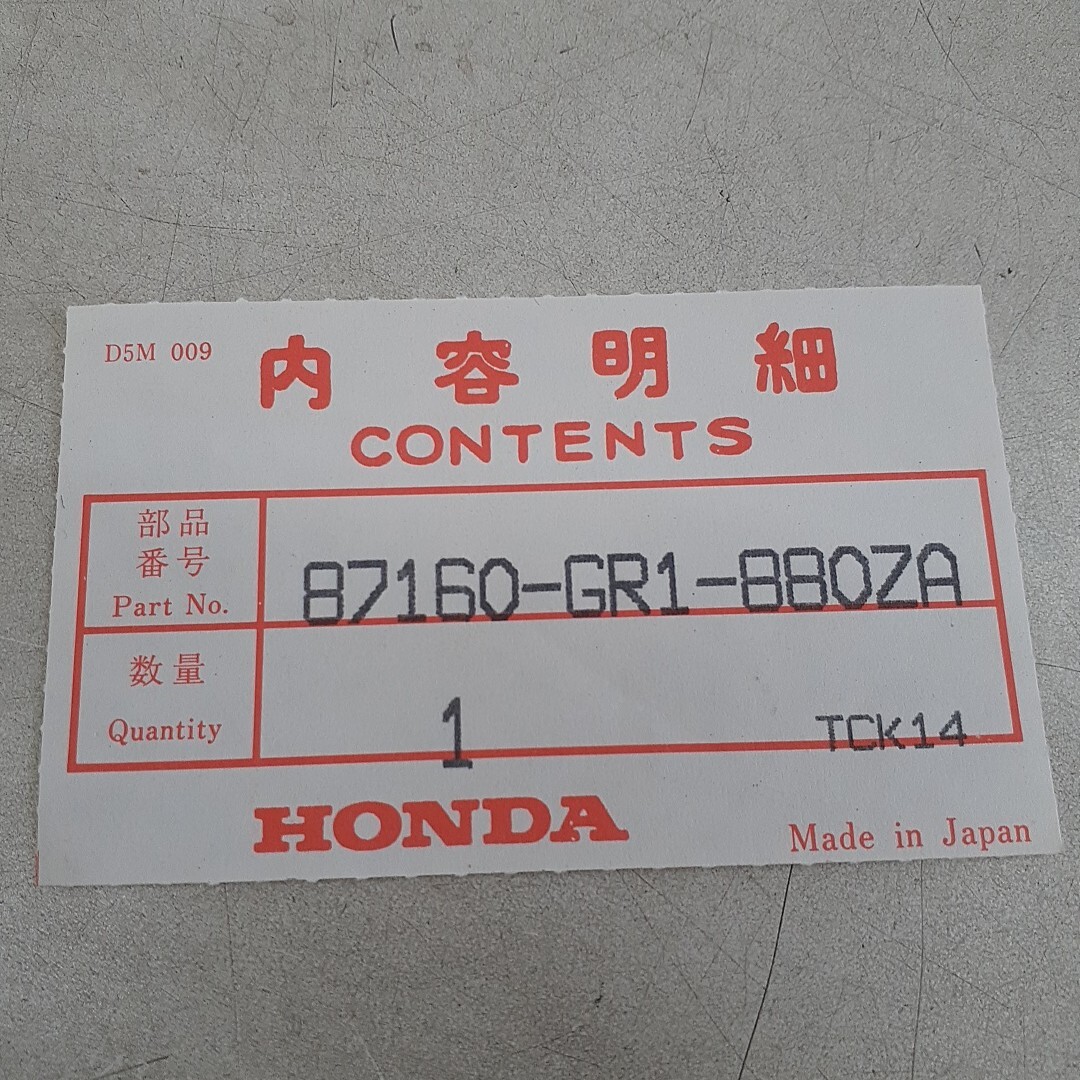 D5M 009
内容明細
CONTENTS
部品
番号
Part No.
87160-GR1-880ZA
数量
Quantity
1
TCK14
HONDA
Made in Japan